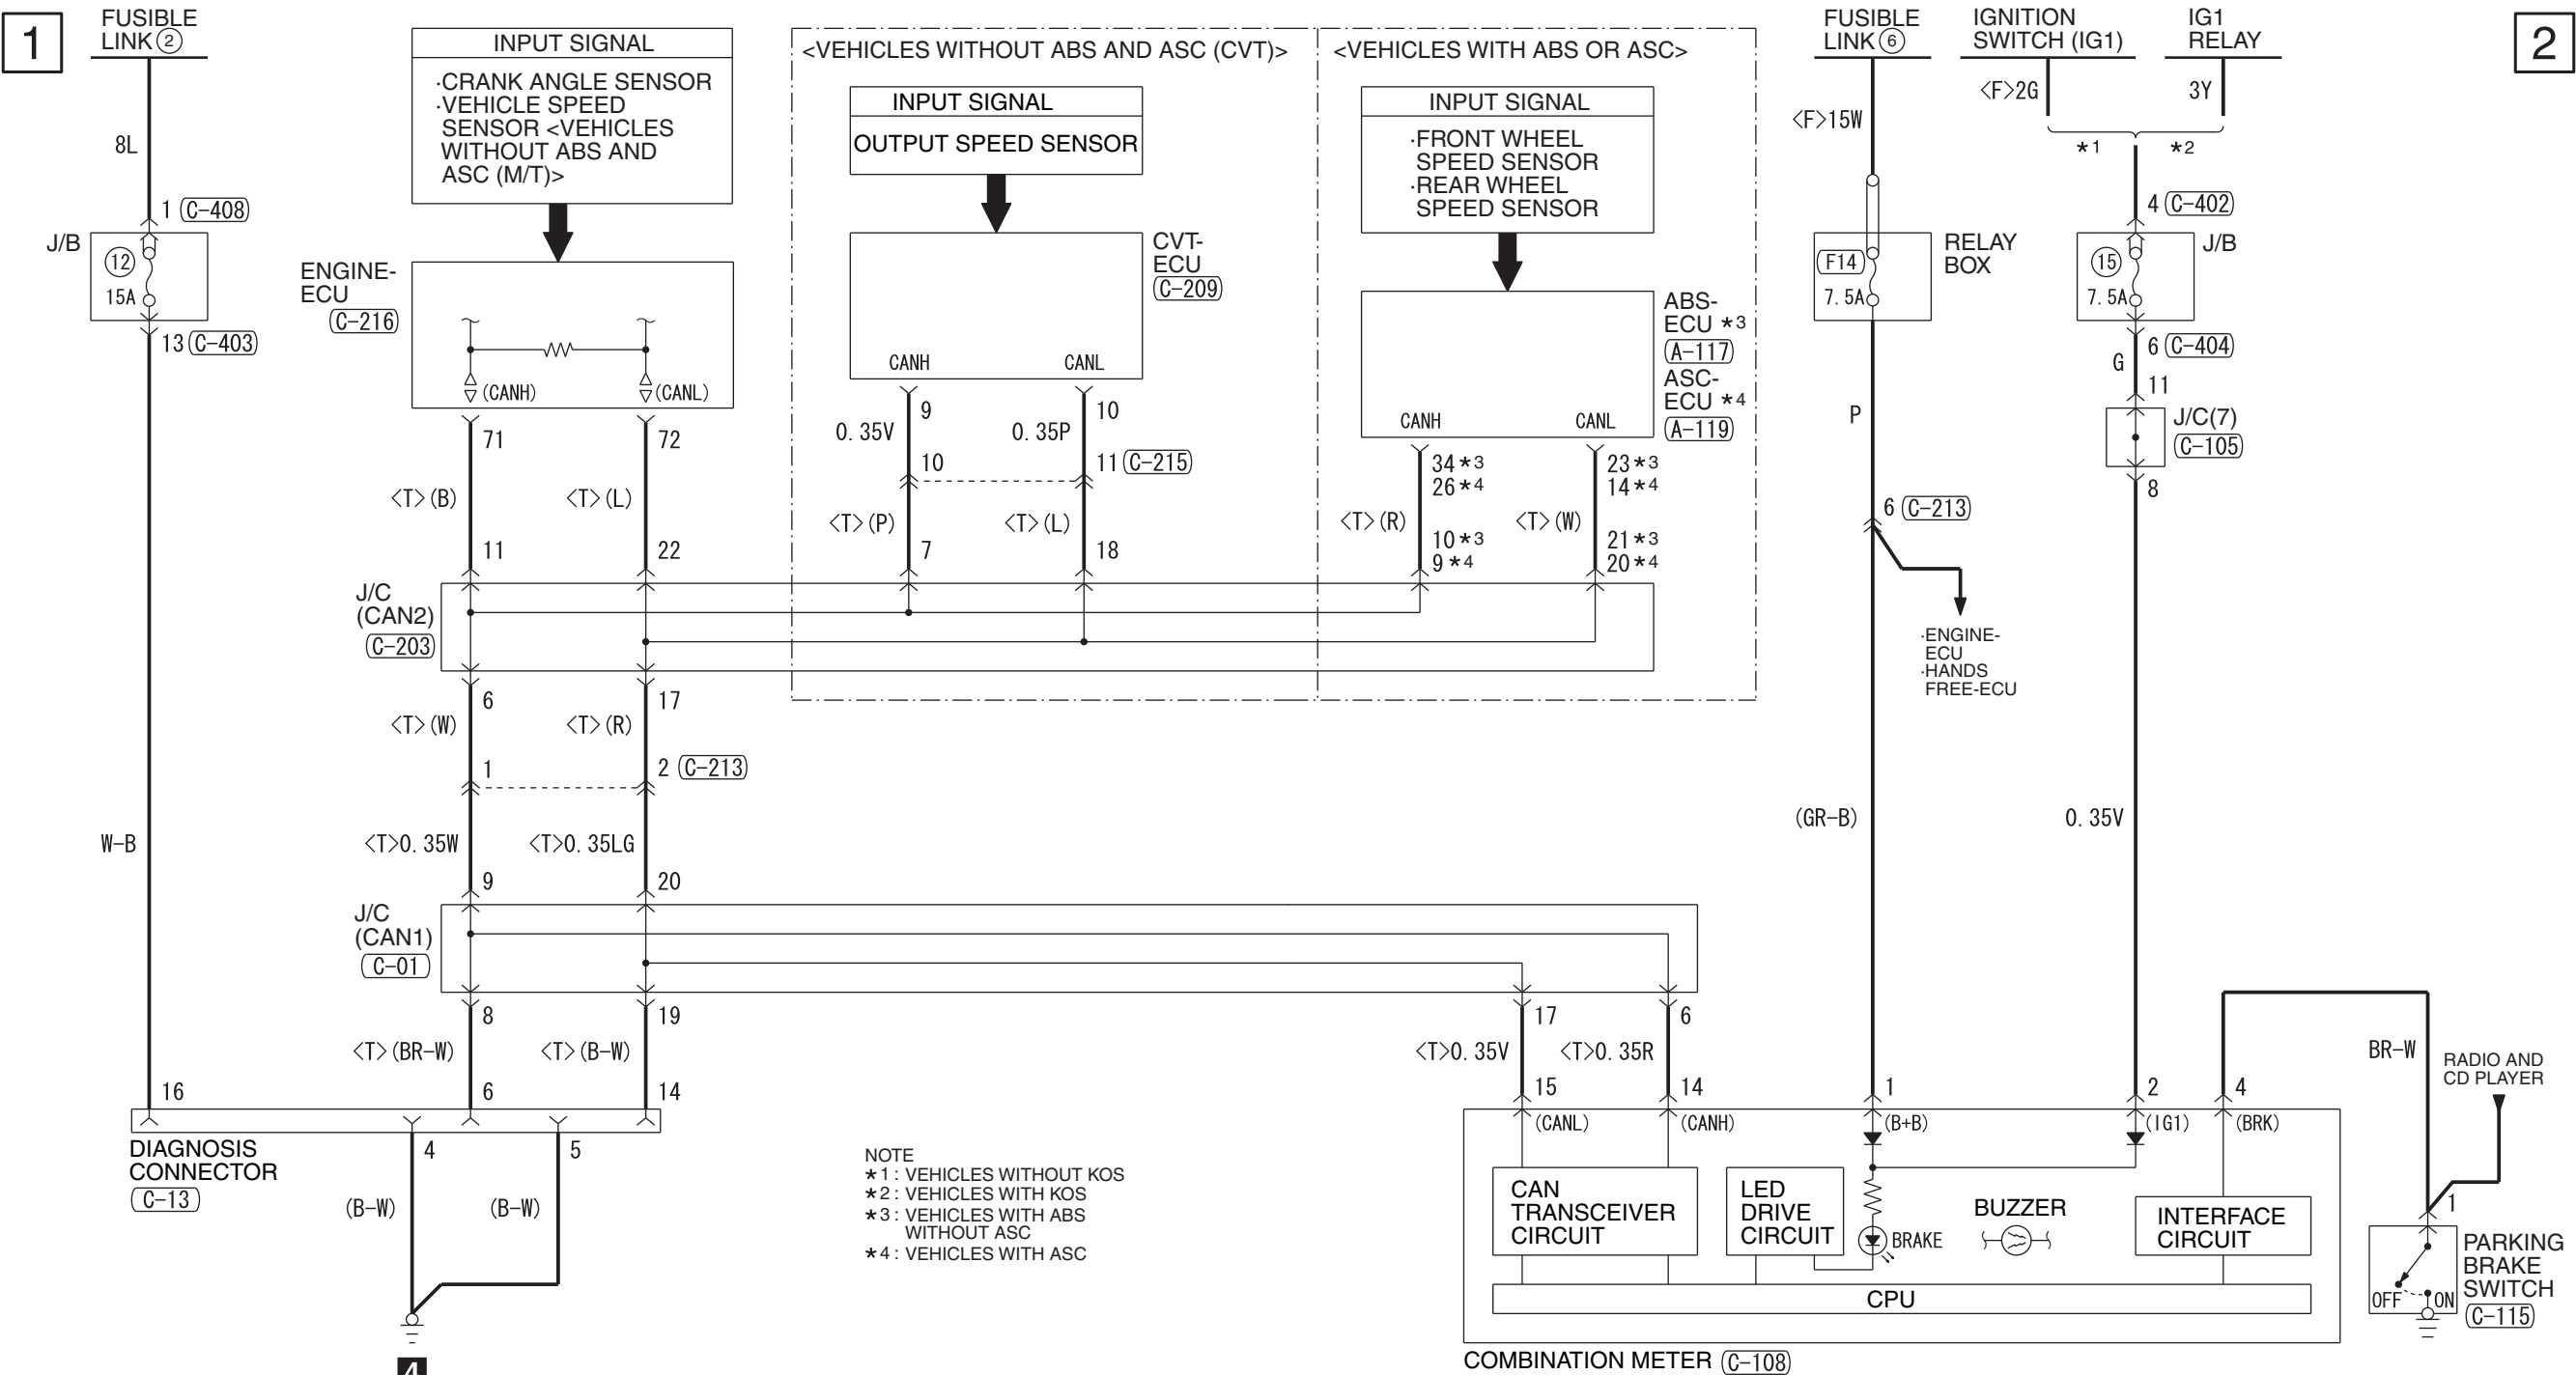 1
FUSIBLE
LINK ②
8L
1 C-408
J/B
12
15A
13 C-403
W-B
16
DIAGNOSIS
CONNECTOR
C-13
INPUT SIGNAL
·CRANK ANGLE SENSOR
·VEHICLE SPEED
SENSOR <VEHICLES
WITHOUT ABS AND
ASC (M/T)>
ENGINE-
ECU
C-216
(CANH)
(CANL)
71
72
<T>(B)
<T>(L)
11
22
J/C
(CAN2)
C-203
6
17
<T>(W)
<T>(R)
1
2 C-213
<T>0.35W
<T>0.35LG
9
20
J/C
(CAN1)
C-01
8
19
<T>(BR-W)
<T>(B-W)
6
14
4
5
(B-W)
(B-W)
4
<VEHICLES WITHOUT ABS AND ASC (CVT)>
INPUT SIGNAL
OUTPUT SPEED SENSOR
CVT-
ECU
C-209
CANH
CANL
9
10
0.35V
0.35P
10
11 C-215
<T>(P)
<T>(L)
7
18
<VEHICLES WITH ABS OR ASC>
INPUT SIGNAL
·FRONT WHEEL
SPEED SENSOR
·REAR WHEEL
SPEED SENSOR
ABS-
ECU *3
A-117
ASC-
ECU *4
A-119
CANH
CANL
34*3
26*4
23*3
14*4
<T>(R)
<T>(W)
10*3
9*4
21*3
20*4
17
6
<T>0.35V
<T>0.35R
15
14
NOTE
*1: VEHICLES WITHOUT KOS
*2: VEHICLES WITH KOS
*3: VEHICLES WITH ABS
WITHOUT ASC
*4: VEHICLES WITH ASC
2
FUSIBLE
LINK ⑥
<F>15W
F14
7.5A
RELAY
BOX
P
6 C-213
·ENGINE-
ECU
·HANDS
FREE-ECU
(GR-B)
1
IGNITION
SWITCH (IG1)
IG1
RELAY
<F>2G
3Y
*1
*2
4 C-402
J/B
15
7.5A
6 C-404
G
11
J/C(7)
C-105
8
0.35V
2
4
BR-W
RADIO AND
CD PLAYER
1
PARKING
BRAKE
SWITCH
C-115
OFF
ON
(CANL)
(CANH)
(B+B)
(IG1)
(BRK)
CAN
TRANSCEIVER
CIRCUIT
LED
DRIVE
CIRCUIT
BRAKE
BUZZER
INTERFACE
CIRCUIT
CPU
COMBINATION METER C-108